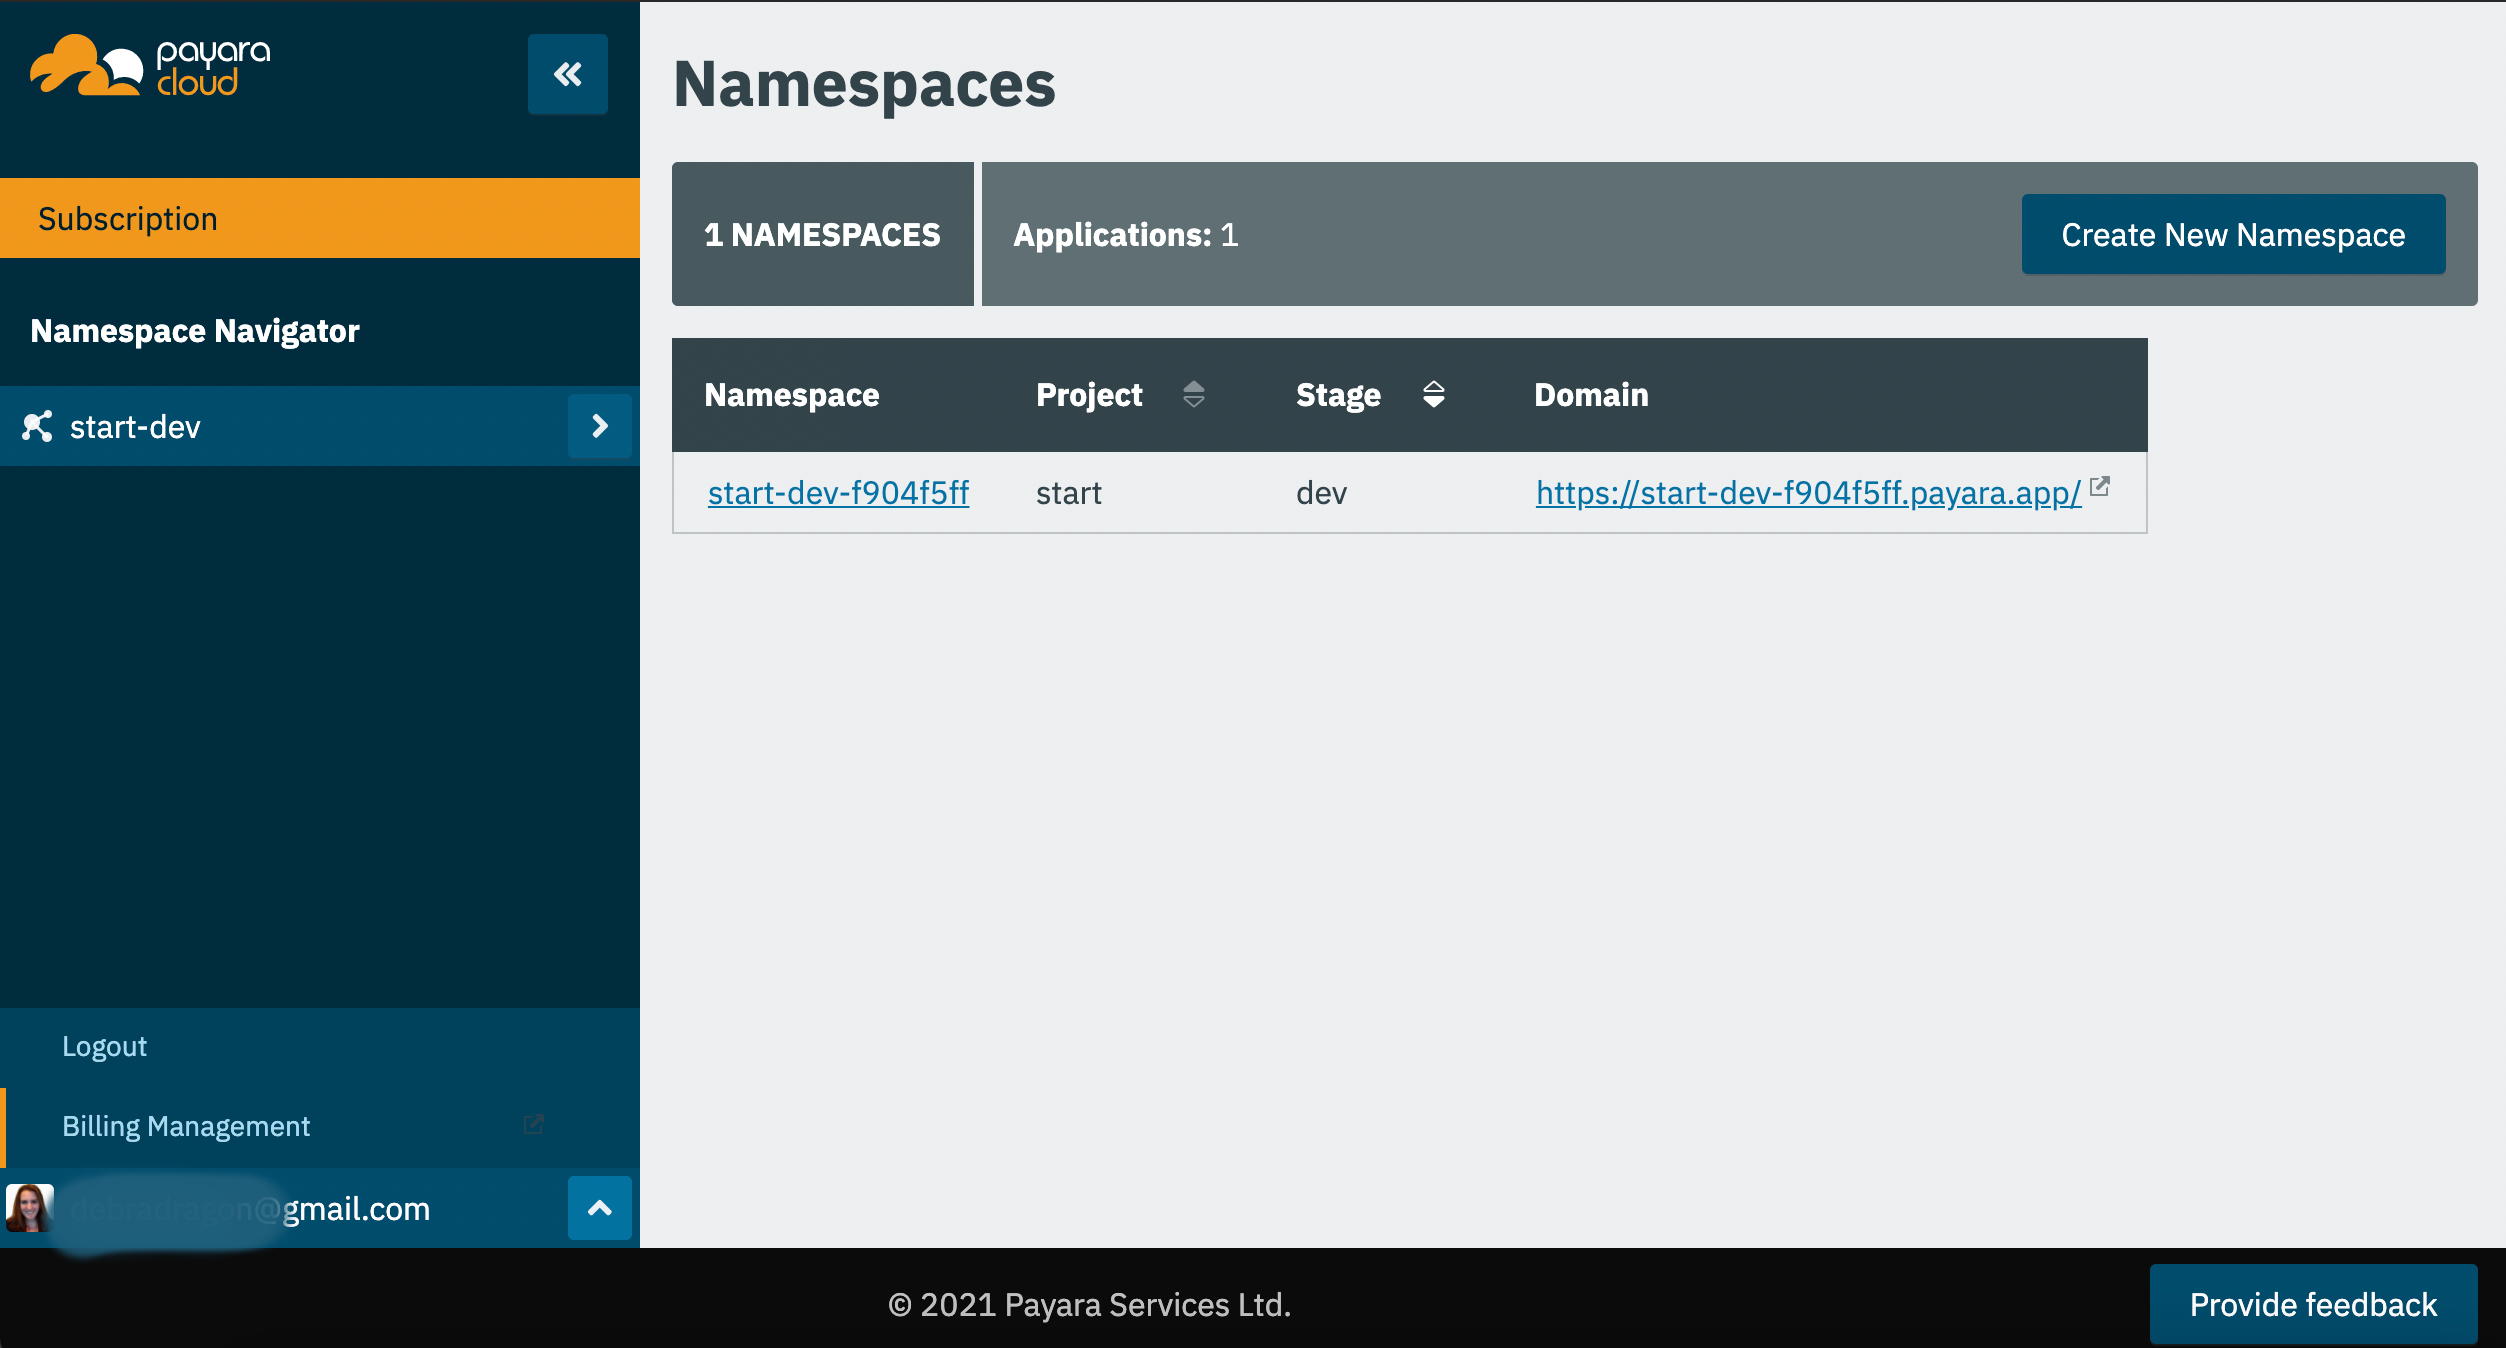 payara
cloud
Subscription
Namespace Navigator
start-dev
Logout
Billing Management
@gmail.com
Namespaces
1 NAMESPACES
Applications: 1
Create New Namespace
Namespace Project Stage Domain
start-dev-f904f5ff start dev https://start-dev-f904f5ff.payara.app/
© 2021 Payara Services Ltd.
Provide feedback